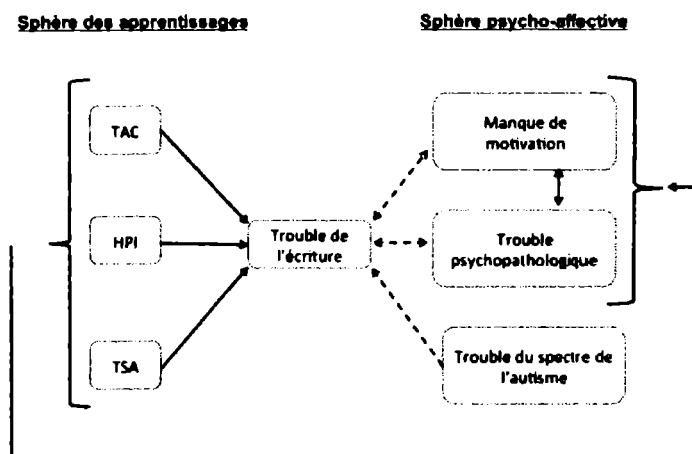 Sphère des apprentissages
Sphère psycho-affective
TAC
HPI
TSA
Trouble de
l'écriture
Manque de
motivation
Trouble
psychopathologique
Trouble du spectre de
l'autisme